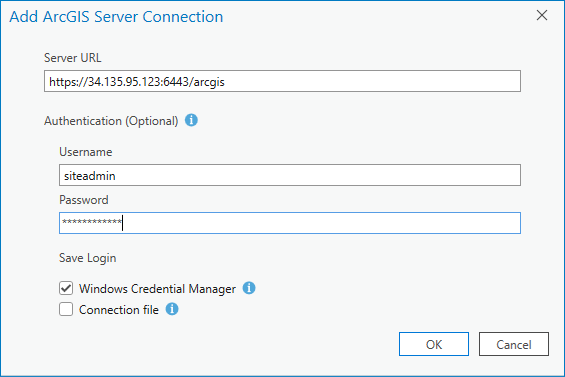 Add ArcGIS Server Connection
Server URL
https://34.135.95.123:6443/arcgis
Authentication (Optional)
Username
siteadmin
Password
************
Save Login
Windows Credential Manager
Connection file
OK
Cancel